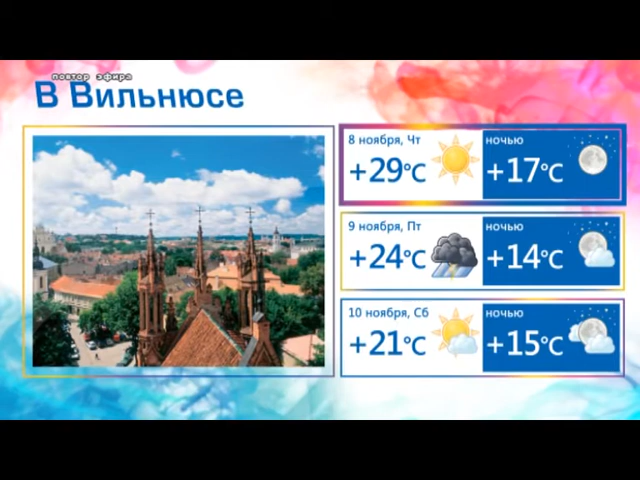 повтор эфира
В Вильнюсе
8 ноября, Чт
+29°C
ночью
+17°C
9 ноября, Пт
+24°C
ночью
+14°C
10 ноября, Сб
+21°C
ночью
+15°C